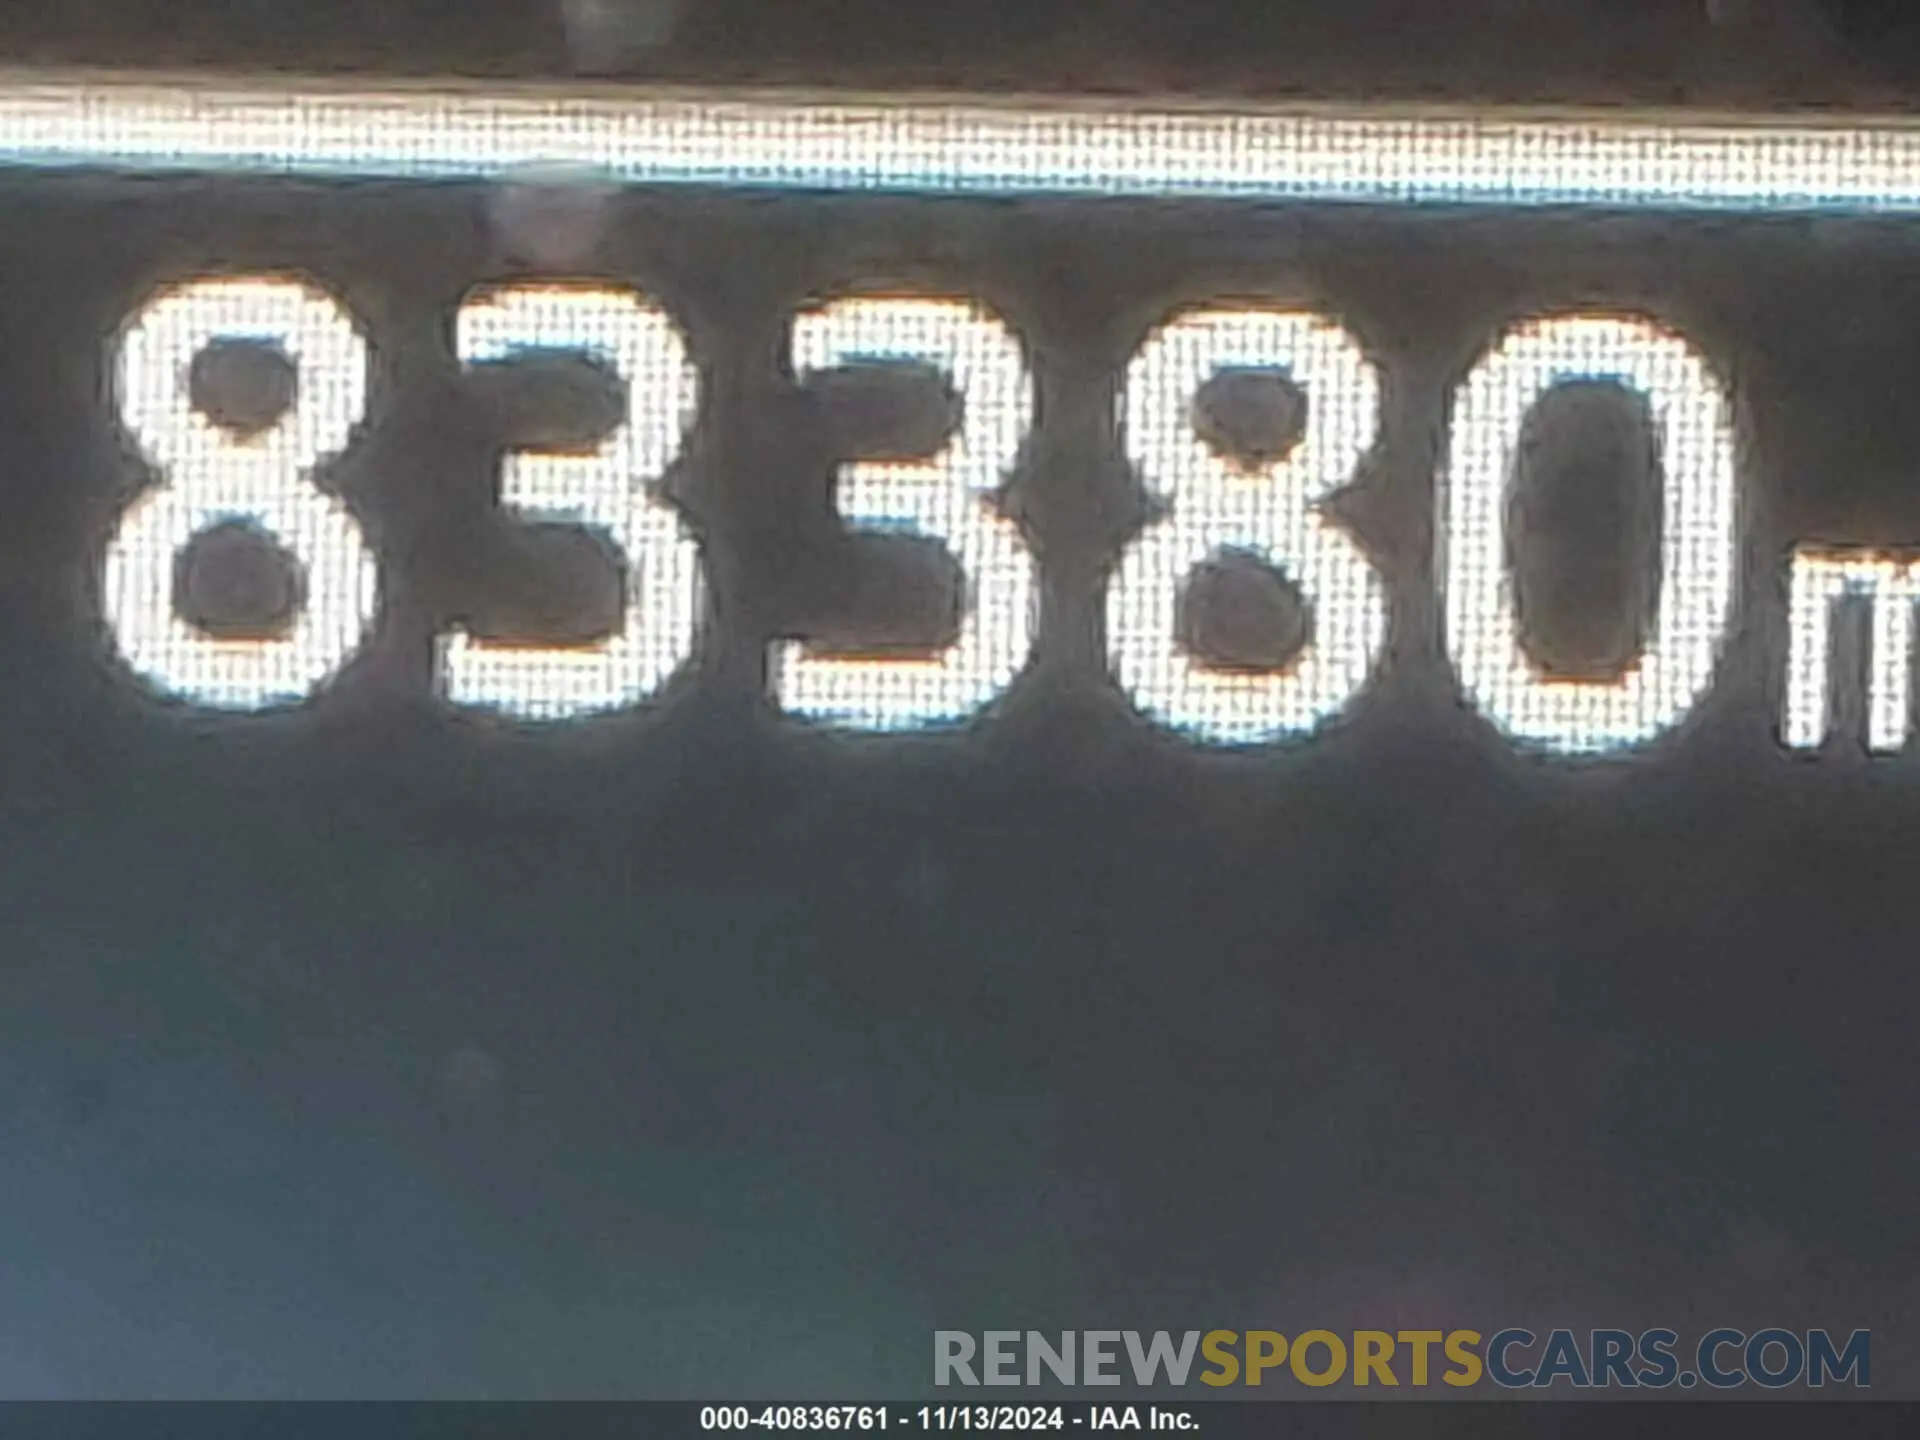 83380 m
RENEWSPORTSCARS.COM
000-40836761 - 11/13/2024 - IAA Inc.